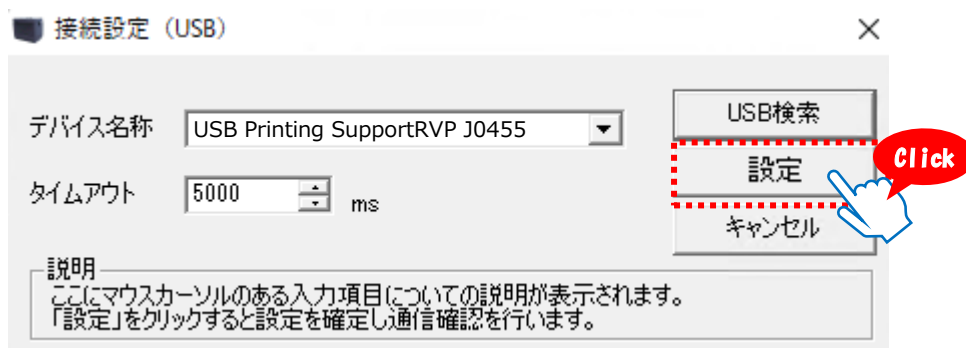 接続設定（USB）
デバイス名称
USB Printing SupportRVP J0455
USB検索
設定
Click
タイムアウト
5000
ms
キャンセル
説明
ここにマウスカーソルのある入力項目についての説明が表示されます。
「設定」をクリックすると設定を確定し通信確認を行います。